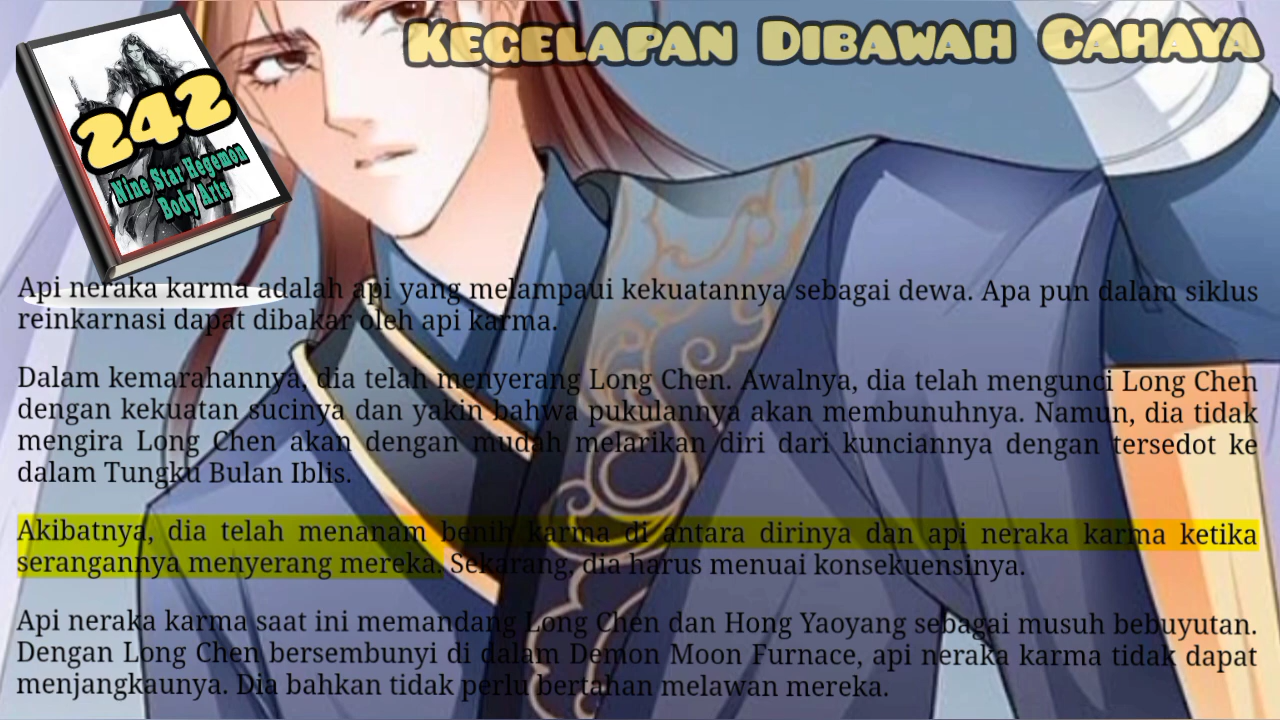 Kegelapan Dibawah Cahaya
242
Nine Star Hegemon
Body Arts
Api neraka karma adalah api yang melampaui kekuatannya sebagai dewa. Apa pun dalam siklus
reinkarnasi dapat dibakar oleh api karma.
Dalam kemarahannya, dia telah menyerang Long Chen. Awalnya, dia telah mengunci Long Chen
dengan kekuatan sucinya dan yakin bahwa pukulannya akan membunuhnya. Namun, dia tidak
mengira Long Chen akan dengan mudah melarikan diri dari kunciannya dengan tersedot ke
dalam Tungku Bulan Iblis.
Akibatnya, dia telah menanam benih karma di antara dirinya dan api neraka karma ketika
serangannya menyerang mereka. Sekarang, dia harus menuai konsekuensinya.
Api neraka karma saat ini memandang Long Chen dan Hong Yaoyang sebagai musuh bebuyutan.
Dengan Long Chen bersembunyi di dalam Demon Moon Furnace, api neraka karma tidak dapat
menjangkaunya. Dia bahkan tidak perlu bertahan melawan mereka.